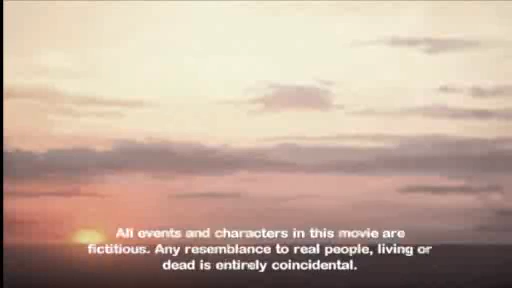 All events and characters in this movie are
fictitious. Any resemblance to real people, living or
dead is entirely coincidental.